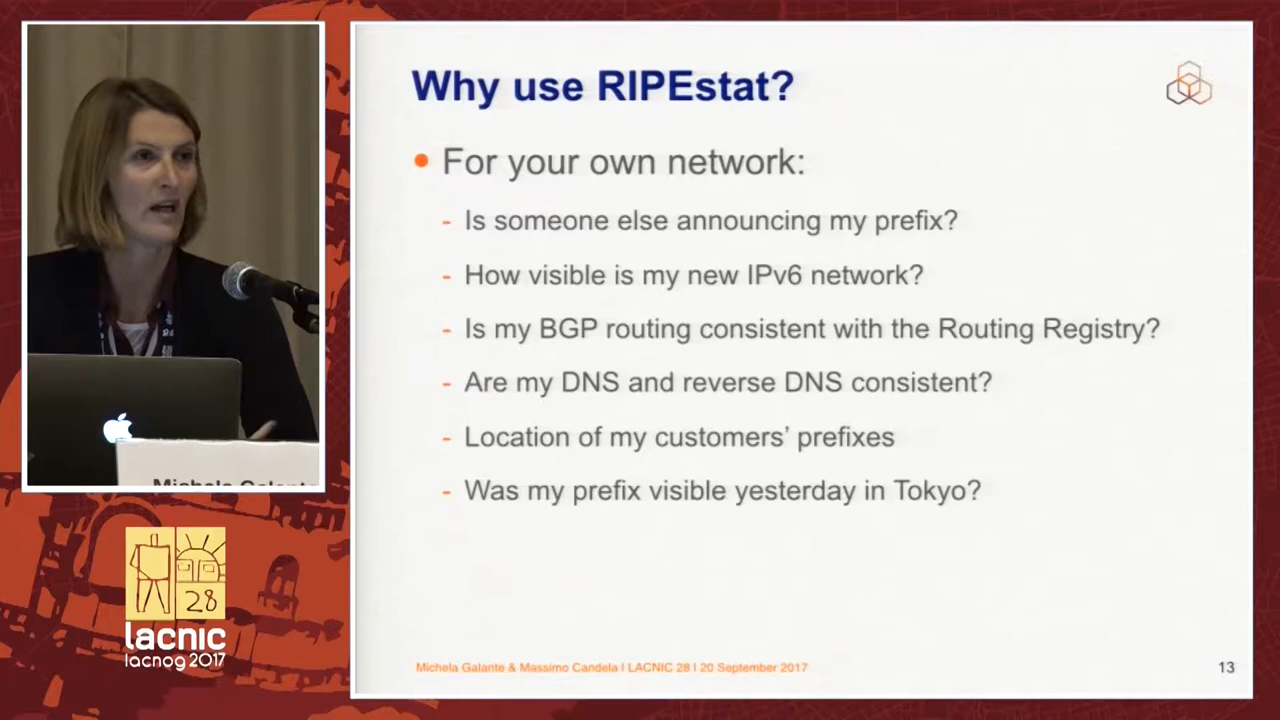 Why use RIPEstat?
• For your own network:
- Is someone else announcing my prefix?
- How visible is my new IPv6 network?
- Is my BGP routing consistent with the Routing Registry?
- Are my DNS and reverse DNS consistent?
- Location of my customers’ prefixes
- Was my prefix visible yesterday in Tokyo?
Michela Galante & Massimo Candela I LACNIC 28 I 20 September 2017
13
Michela Galante
28
lacnic
lacnog 2017